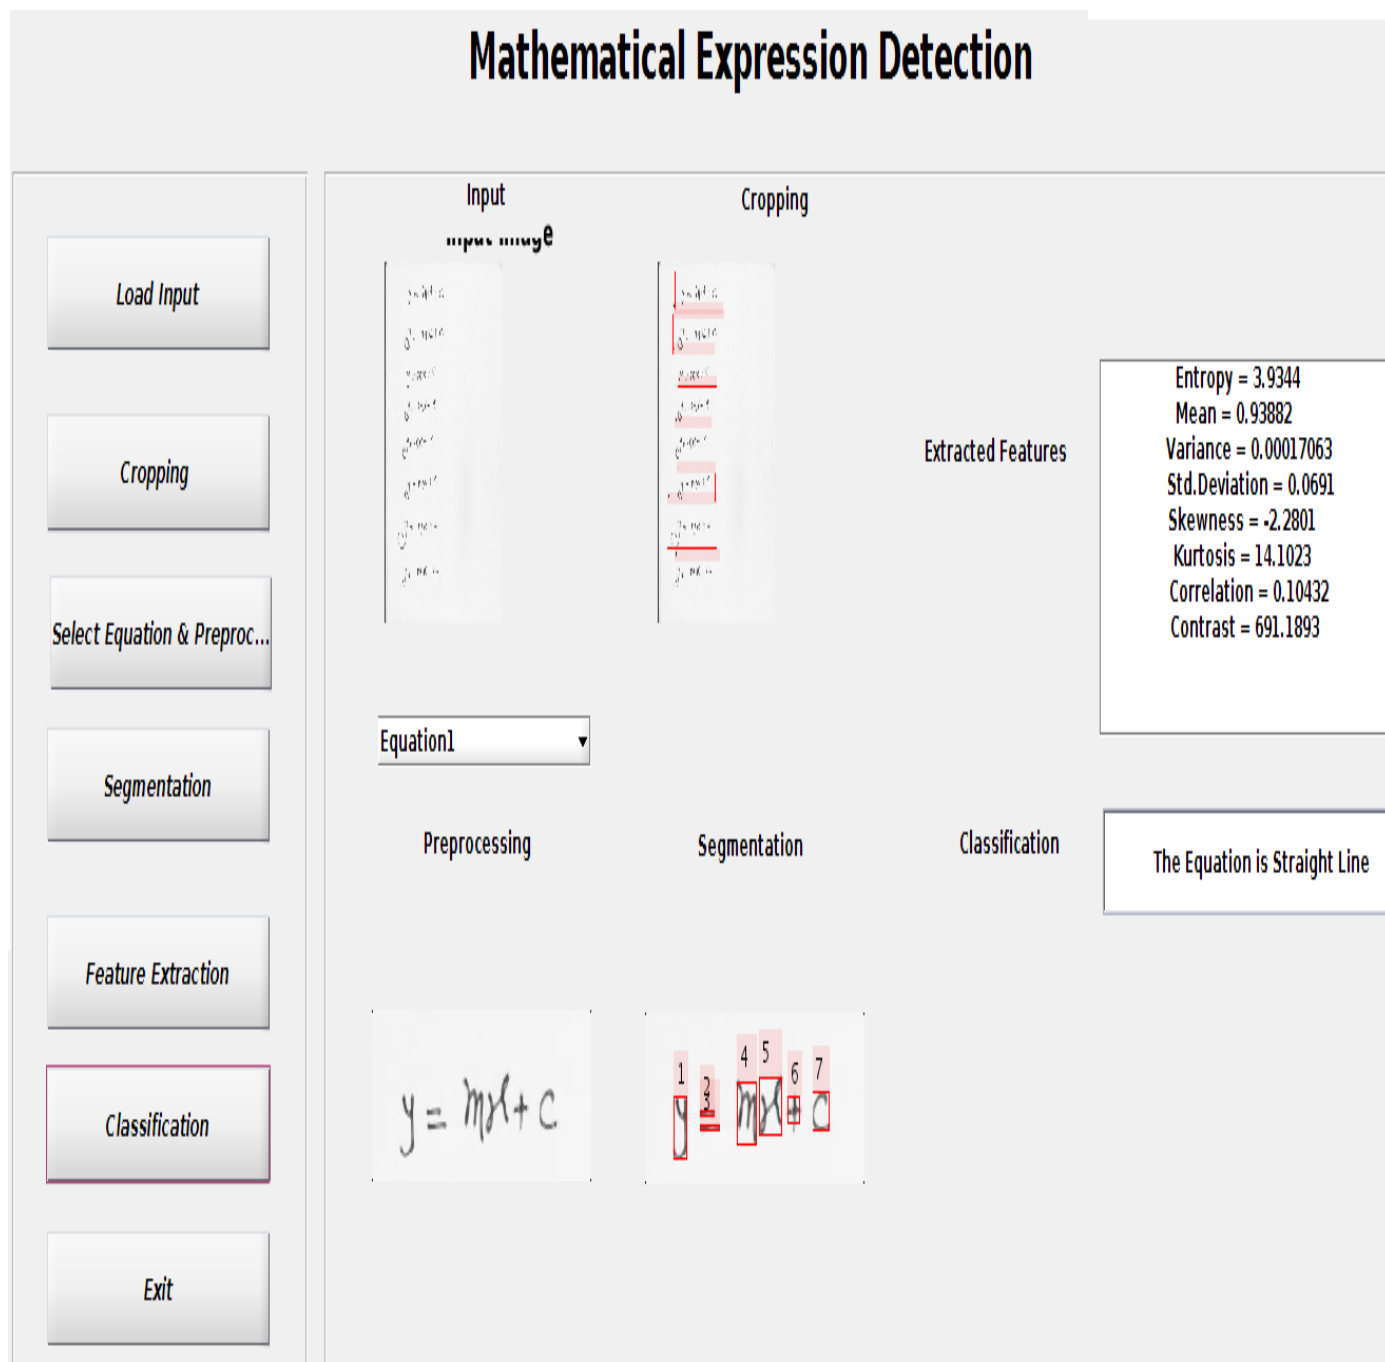 Mathematical Expression Detection
Load Input
Cropping
Select Equation & Preproc...
Segmentation
Feature Extraction
Classification
Exit
Input
Cropping
Extracted Features
Entropy = 3.9344
Mean = 0.93882
Variance = 0.00017063
Std.Deviation = 0.0691
Skewness = -2.2801
Kurtosis = 14.1023
Correlation = 0.10432
Contrast = 691.1893
Equation1
Preprocessing
Segmentation
Classification
The Equation is Straight Line
y = mx + c
1 2 3 4 5 6 7
y = mx + c